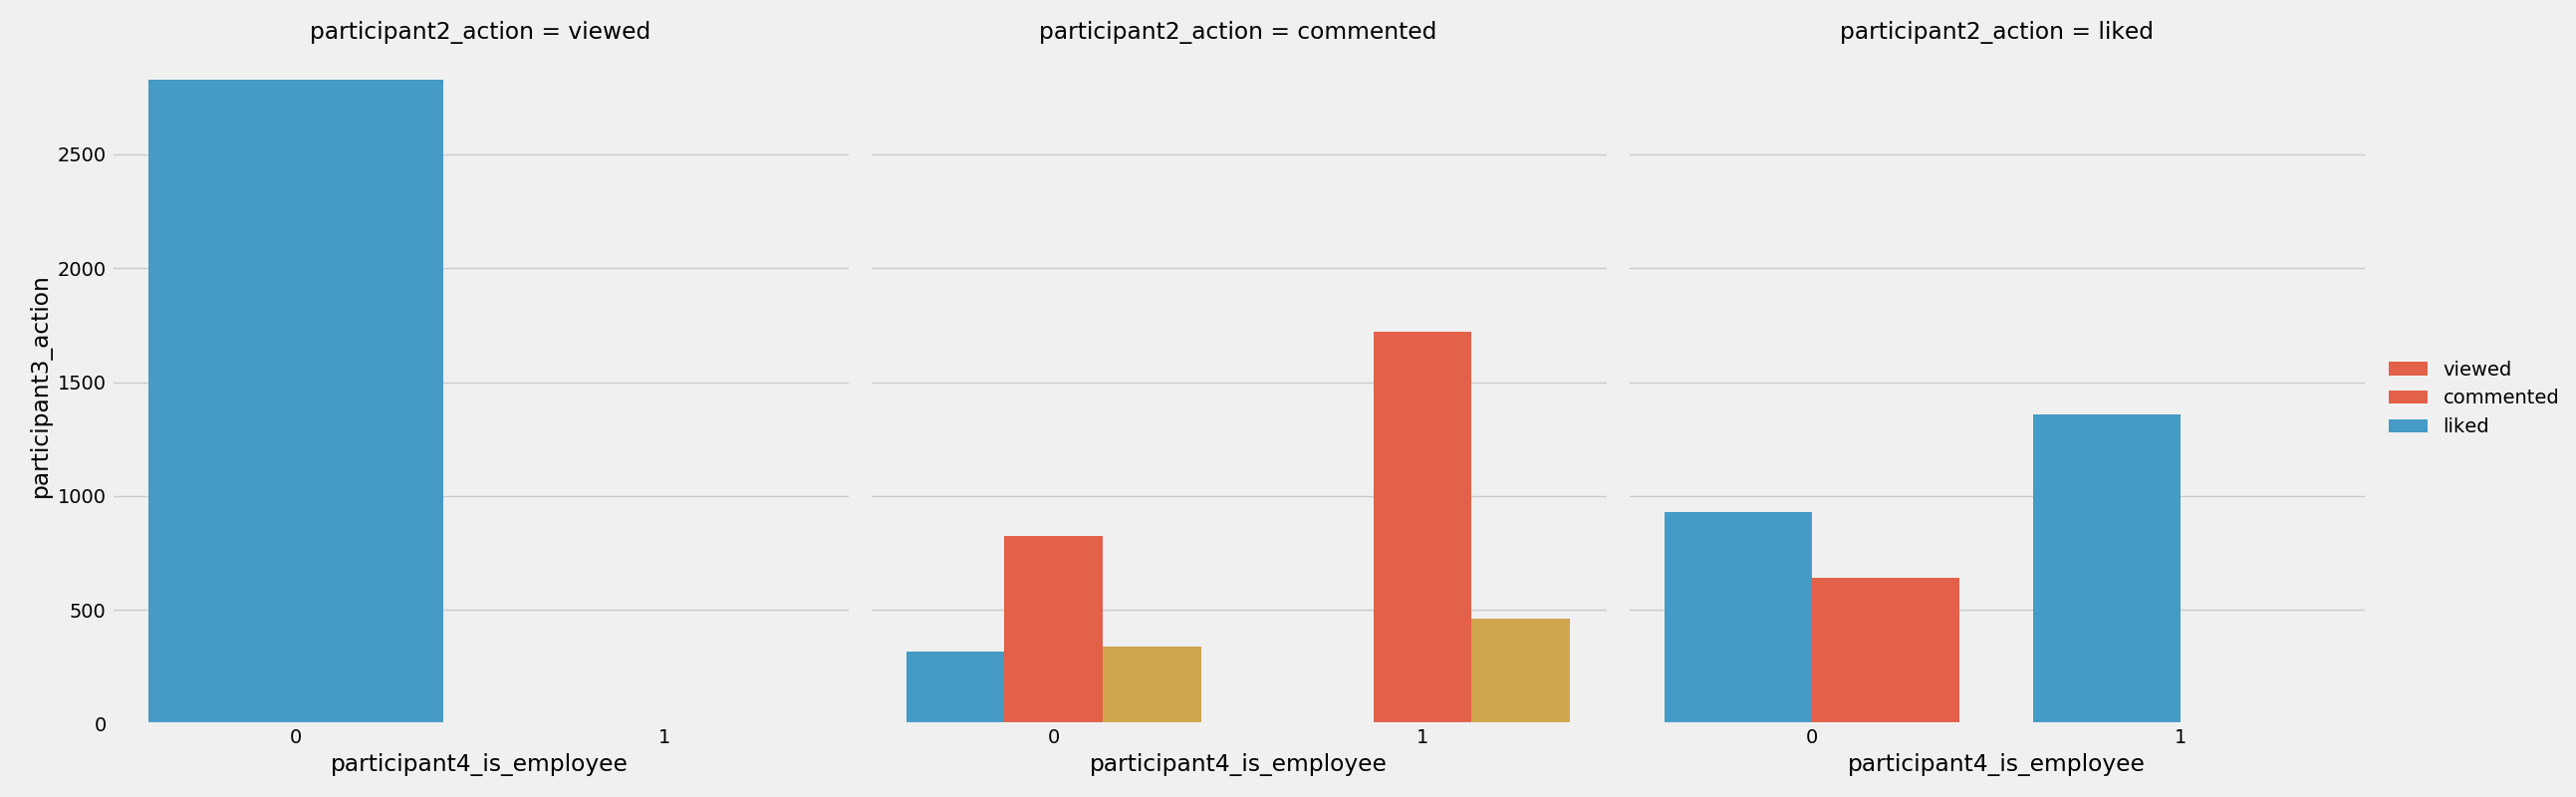 participant2_action = viewed
participant2_action = commented
participant2_action = liked
participant3_action
2500
2000
1500
1000
500
0
0 1
0 1
0 1
participant4_is_employee
participant4_is_employee
participant4_is_employee
viewed
commented
liked